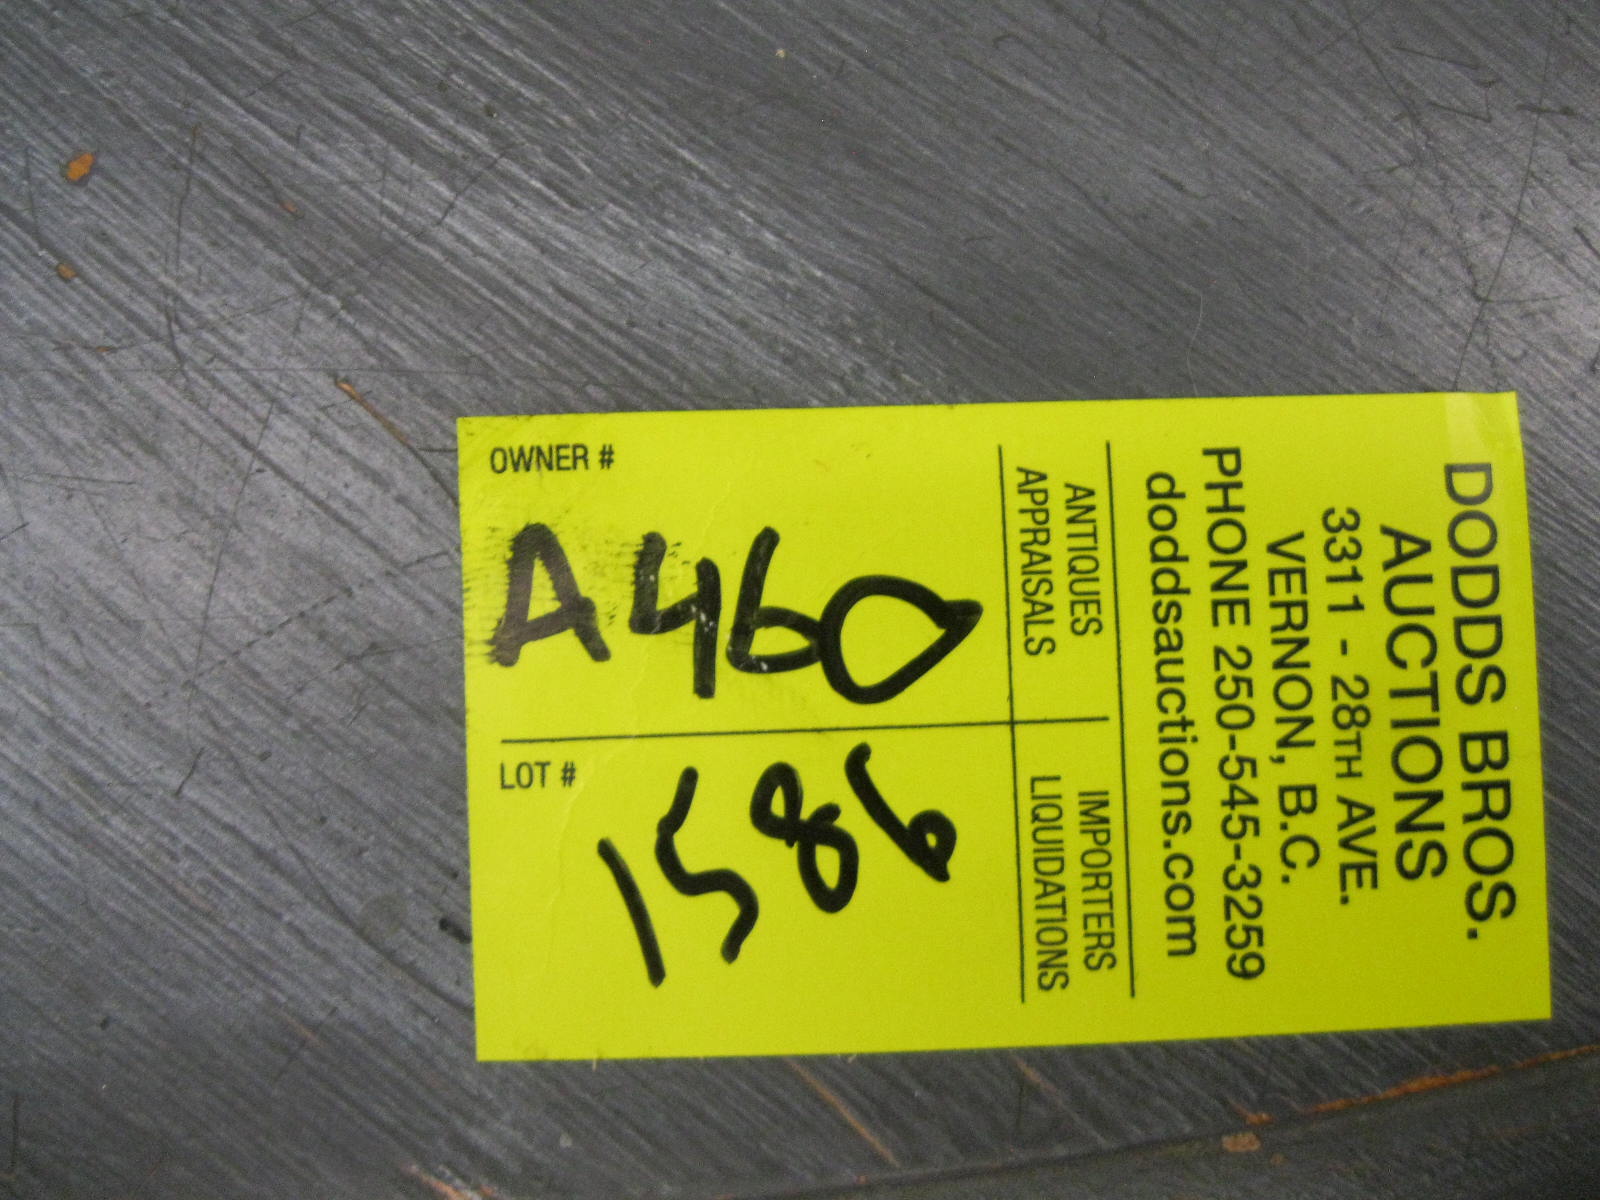 DODDS BROS.
AUCTIONS
3311 - 28TH AVE.
VERNON, B.C.
PHONE 250-545-3259
doddsauctions.com
ANTIQUES
APPRAISALS
IMPORTERS
LIQUIDATIONS
OWNER #
A460
LOT #
1586